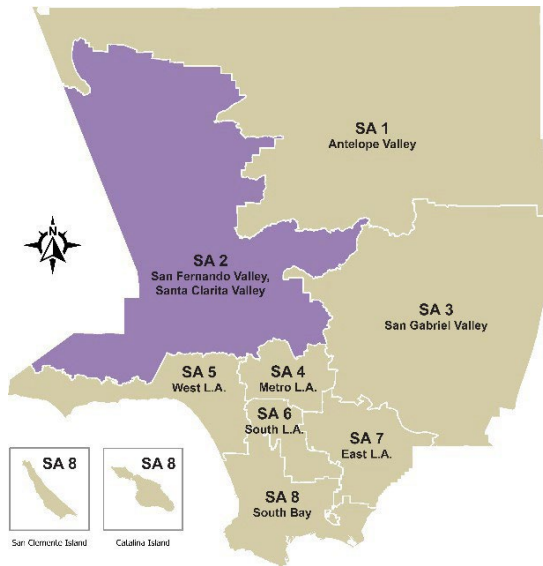 SA 1
Antelope Valley
SA 2
San Fernando Valley,
Santa Clarita Valley
SA 3
San Gabriel Valley
SA 5
West L.A.
SA 4
Metro L.A.
SA 6
South L.A.
SA 7
East L.A.
SA 8
South Bay
SA 8
San Clemente Island
SA 8
Catalina Island